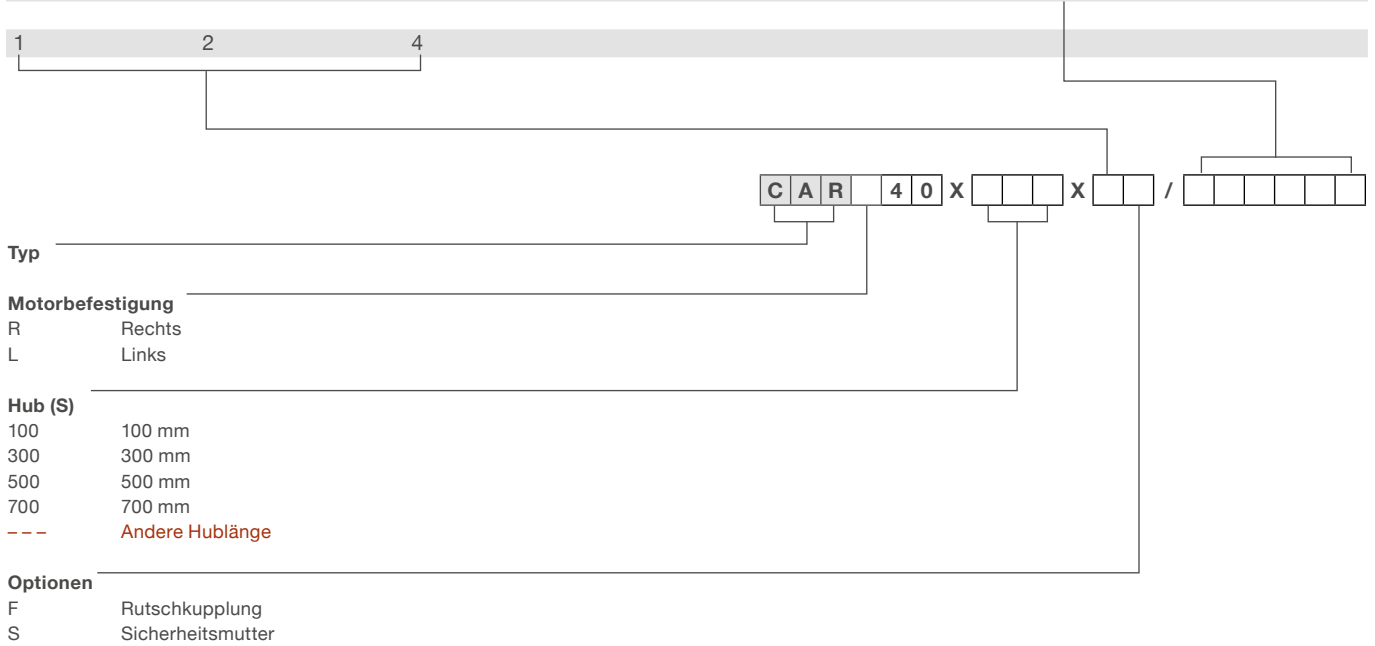 1 2 4
C A R 4 0 X X /
Typ
Motorbefestigung
R Rechts
L Links
Hub (S)
100 100 mm
300 300 mm
500 500 mm
700 700 mm
– – – Andere Hublänge
Optionen
F Rutschkupplung
S Sicherheitsmutter